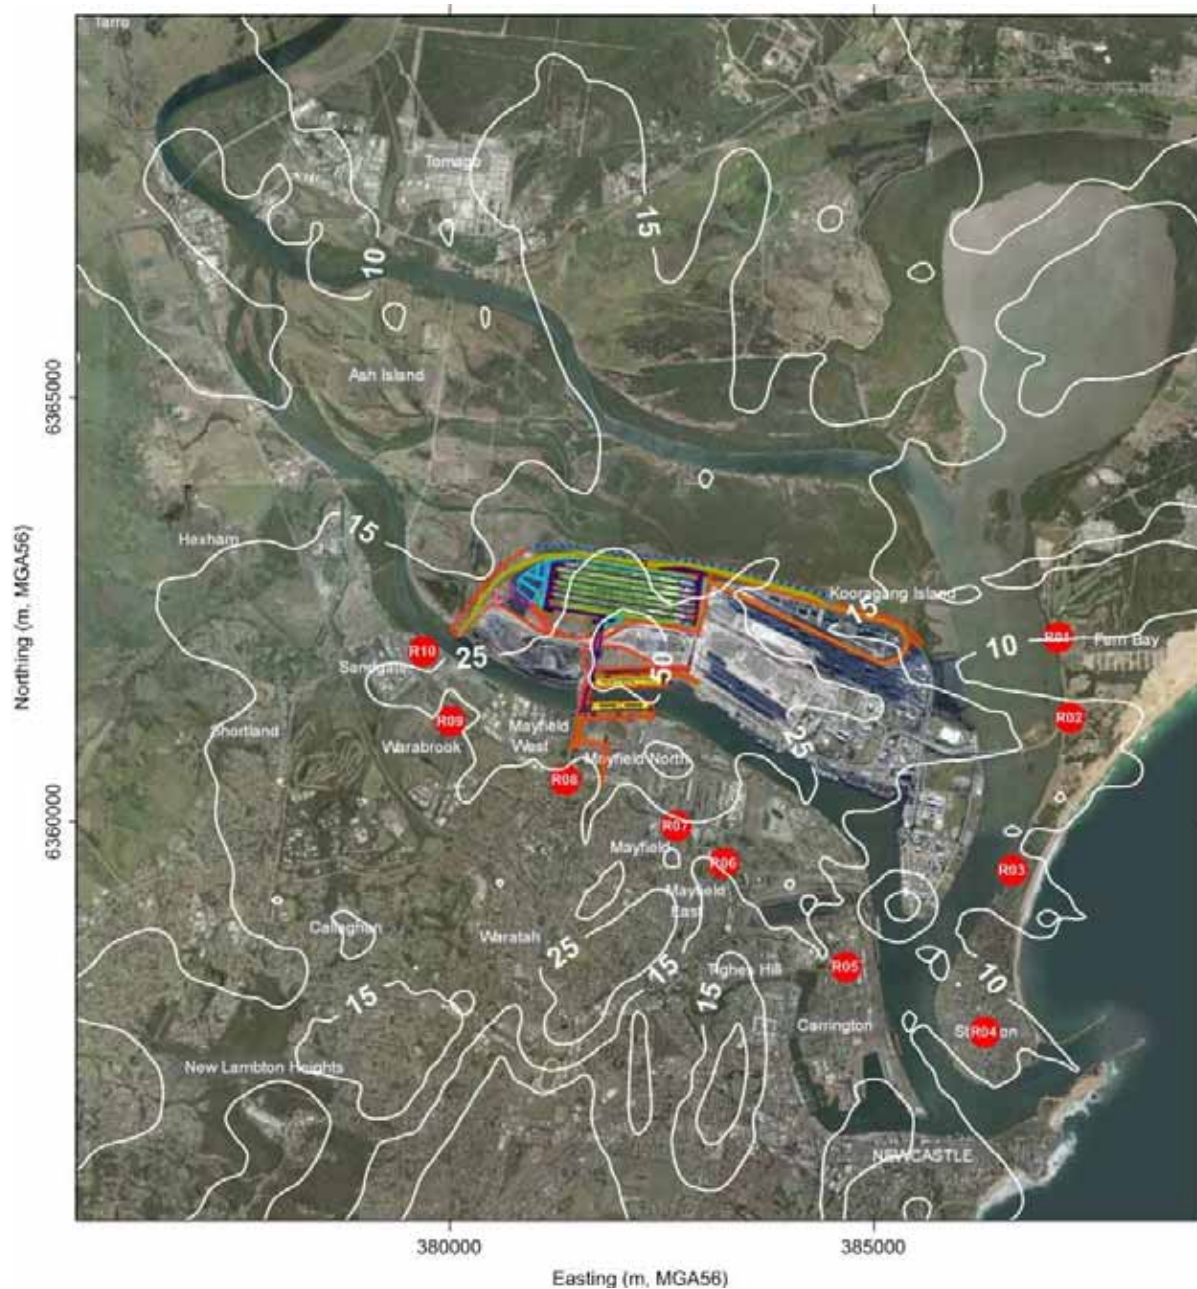 Tarro
Tomago
15
10
Ash Island
6365000
15
Hexham
Kooragang Island
15
R01
10
Fern Bay
R10
25
Sandgate
50
R02
Shortland
R09
Mayfield
West
Warabrook
25
Mayfield North
R08
Northing (m, MGA56)
6360000
R07
Mayfield
R06
R03
Mayfield
East
Callaghan
Waratah
25
15
Tighes Hill
R05
10
15
15
Carrington
R04
New Lambton Heights
NEWCASTLE
380000
385000
Easting (m, MGA56)